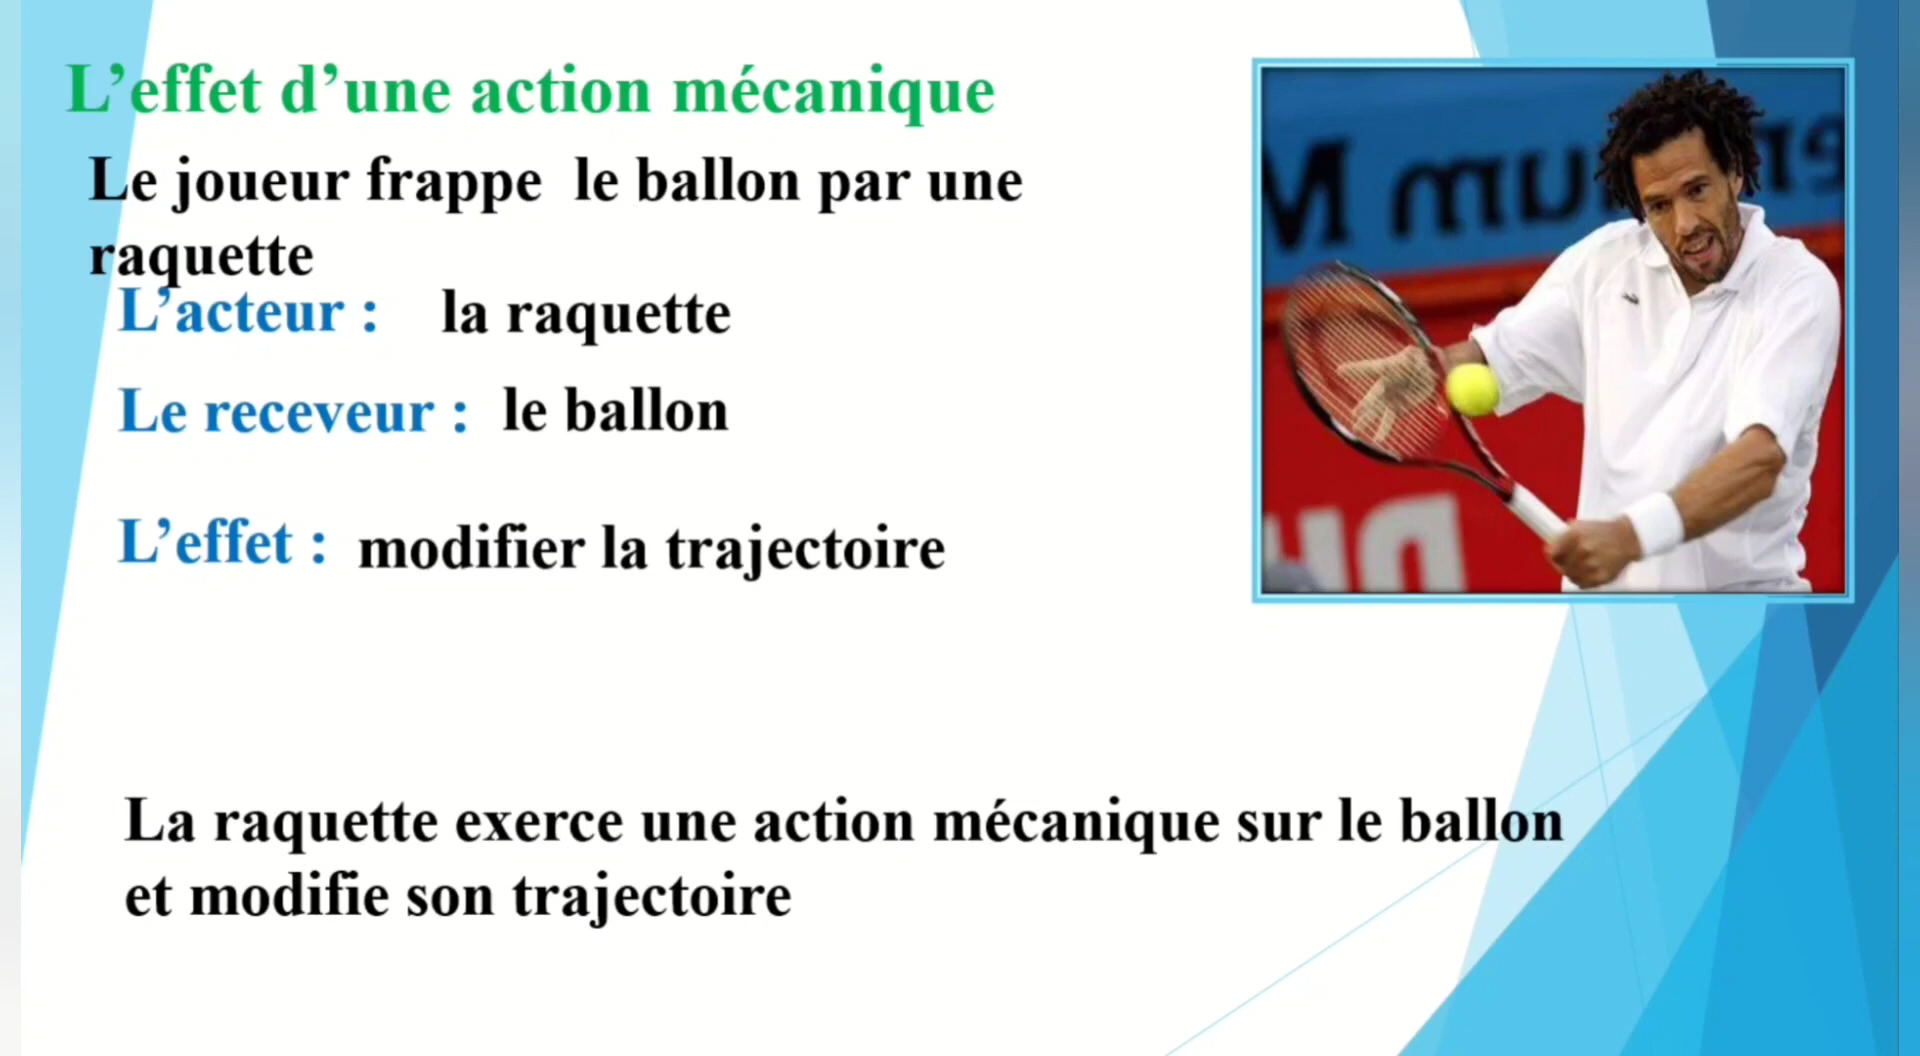 L’effet d’une action mécanique
Le joueur frappe le ballon par une
raquette
L’acteur : la raquette
Le receveur : le ballon
L’effet : modifier la trajectoire
La raquette exerce une action mécanique sur le ballon
et modifie son trajectoire